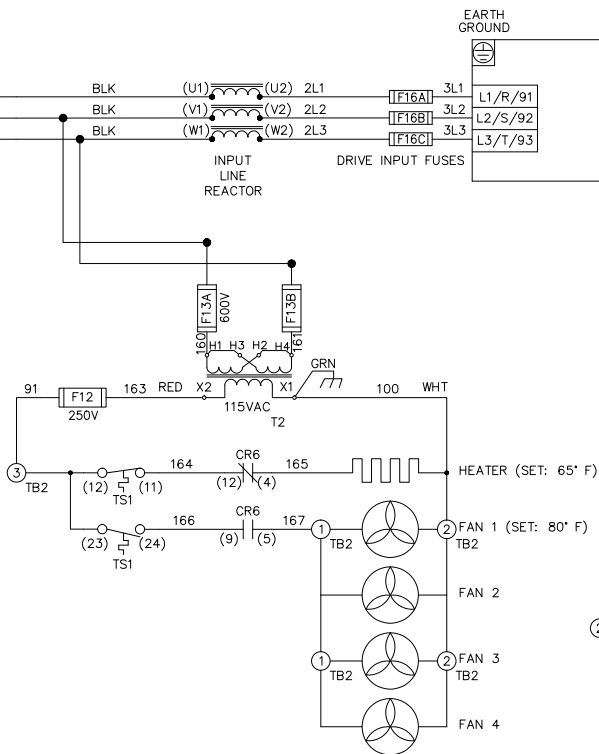 EARTH
GROUND
BLK (U1) (U2) 2L1 F16A 3L1 L1/R/91
BLK (V1) (V2) 2L2 F16B 3L2 L2/S/92
BLK (W1) (W2) 2L3 F16C 3L3 L3/T/93
INPUT
LINE
REACTOR
DRIVE INPUT FUSES
F13A
600V
F13B
160
161
H1 H3 H2 H4
GRN
91 F12 163 RED X2 X1 100 WHT
250V
115VAC
T2
3
TB2
(12) (11) 164 CR6 165
TS1
(12) (4)
HEATER (SET: 65° F)
(23) (24) 166 CR6 167
TS1
(9) (5)
1
TB2
2
TB2
FAN 1 (SET: 80° F)
FAN 2
2
1
TB2
2
TB2
FAN 3
FAN 4